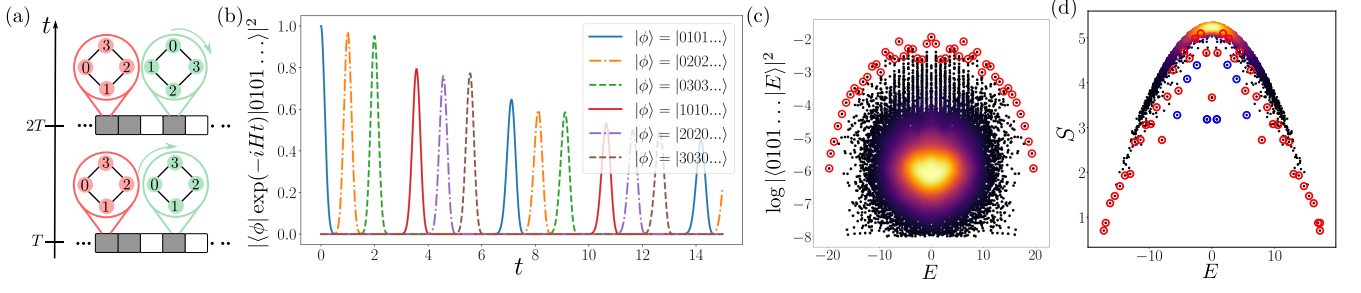 (a)
t
3
0
2
1
0
1
3
2
2T
···
···
3
0
2
1
3
0
2
1
T
···
···
(b)
|⟨ϕ| exp(−iHt)|0101...⟩|²
1.0
0.8
0.6
0.4
0.2
0.0
0 2 4 6 8 10 12 14
t
|ϕ⟩ = |0101...⟩
|ϕ⟩ = |0202...⟩
|ϕ⟩ = |0303...⟩
|ϕ⟩ = |1010...⟩
|ϕ⟩ = |2020...⟩
|ϕ⟩ = |3030...⟩
(c)
log |⟨0101...|E⟩|²
−1
−2
−3
−4
−5
−6
−7
−8
−20 −10 0 10 20
E
(d)
S
5
4
3
2
1
−10 0 10
E